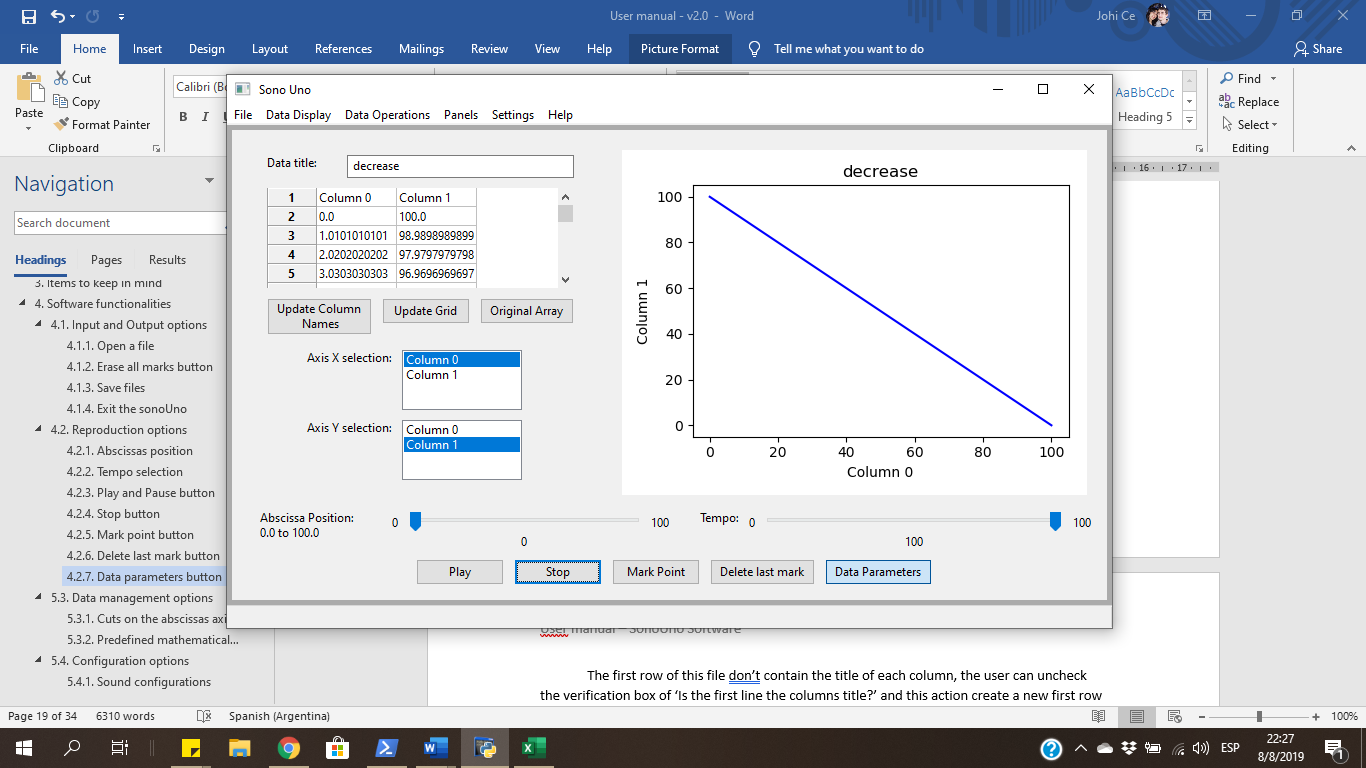 User manual - v2.0 - Word
Johi Ce
File Home Insert Design Layout References Mailings Review View Help Picture Format Tell me what you want to do Share
Paste
Cut
Copy
Format Painter
Clipboard
Calibri (Bo
B I
AaBbCcDc
Heading 5
Find
Replace
Select
Editing
16 17
Navigation
Search document
Headings Pages Results
3. Items to keep in mind
4. Software functionalities
4.1. Input and Output options
4.1.1. Open a file
4.1.2. Erase all marks button
4.1.3. Save files
4.1.4. Exit the sonoUno
4.2. Reproduction options
4.2.1. Abscissas position
4.2.2. Tempo selection
4.2.3. Play and Pause button
4.2.4. Stop button
4.2.5. Mark point button
4.2.6. Delete last mark button
4.2.7. Data parameters button
5.3. Data management options
5.3.1. Cuts on the abscissas axi
5.3.2. Predefined mathematical...
5.4. Configuration options
5.4.1. Sound configurations
Sono Uno
File Data Display Data Operations Panels Settings Help
Data title: decrease
1 Column 0 Column 1
2 0.0 100.0
3 1.0101010101 98.9898989899
4 2.0202020202 97.9797979798
5 3.0303030303 96.9696969697
Update Column
Names
Update Grid
Original Array
Axis X selection:
Column 0
Column 1
Axis Y selection:
Column 0
Column 1
decrease
100
80
60
40
20
0
Column 1
0 20 40 60 80 100
Column 0
Abscissa Position:
0.0 to 100.0
0 100
0
Tempo: 0 100
100
Play Stop Mark Point Delete last mark Data Parameters
User manual – SonoUno Software
The first row of this file don’t contain the title of each column, the user can uncheck
the verification box of ‘Is the first line the columns title?’ and this action create a new first row
Page 19 of 34 6310 words Spanish (Argentina) 100%
ESP
22:27
8/8/2019
1